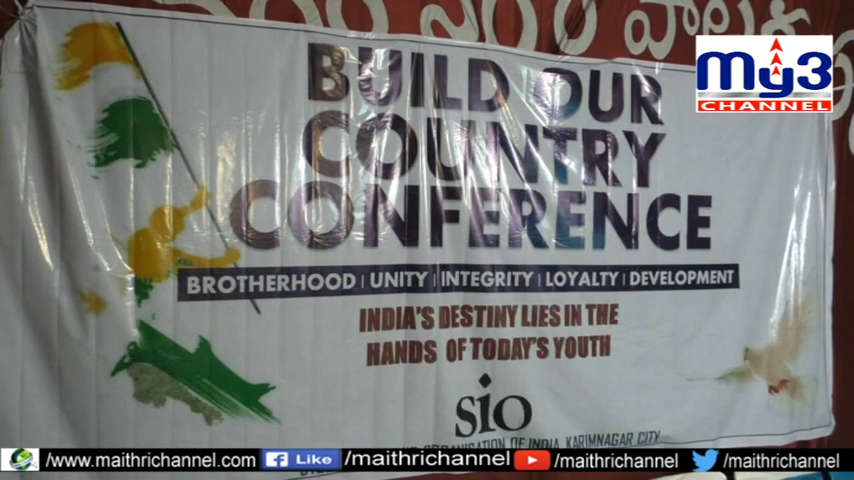 My3
CHANNEL
BUILD OUR
COUNTRY
CONFERENCE
BROTHERHOOD | UNITY | INTEGRITY | LOYALTY | DEVELOPMENT
INDIA'S DESTINY LIES IN THE
HANDS OF TODAY'S YOUTH
sio
ORGANISATION OF INDIA, KARIMNAGAR CITY
/www.maithrichannel.com f Like /maithrichannel /maithrichannel /maithrichannel